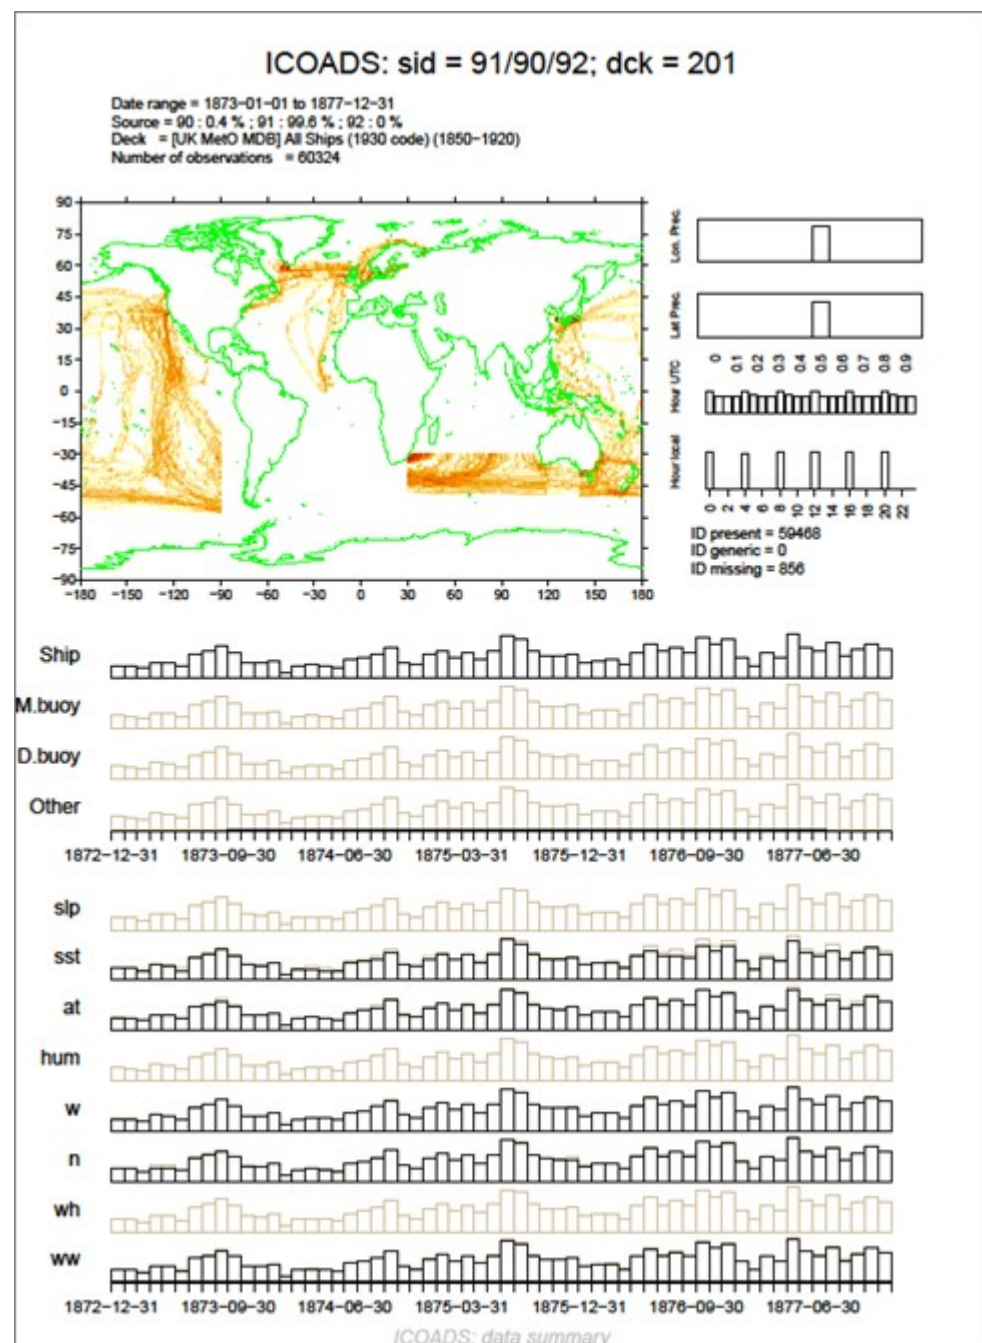 ICOADS: sid = 91/90/92; dck = 201
Date range = 1873-01-01 to 1877-12-31
Source = 90 : 0.4 % ; 91 : 99.6 % ; 92 : 0 %
Deck = [UK MetO MDB] All Ships (1930 code) (1850-1920)
Number of observations = 60324
90
75
60
45
30
15
0
-15
-30
-45
-60
-75
-90
-180 -150 -120 -90 -60 -30 0 30 60 90 120 150 180
Lon. Prec.
Lat Prec.
0 0.1 0.2 0.3 0.4 0.5 0.6 0.7 0.8 0.9
Hour UTC
Hour local
0 2 4 6 8 10 12 14 16 18 20 22
ID present = 59468
ID generic = 0
ID missing = 856
Ship
M.buoy
D.buoy
Other
1872-12-31 1873-09-30 1874-06-30 1875-03-31 1875-12-31 1876-09-30 1877-06-30
slp
sst
at
hum
w
n
wh
ww
1872-12-31 1873-09-30 1874-06-30 1875-03-31 1875-12-31 1876-09-30 1877-06-30
ICOADS: data summary